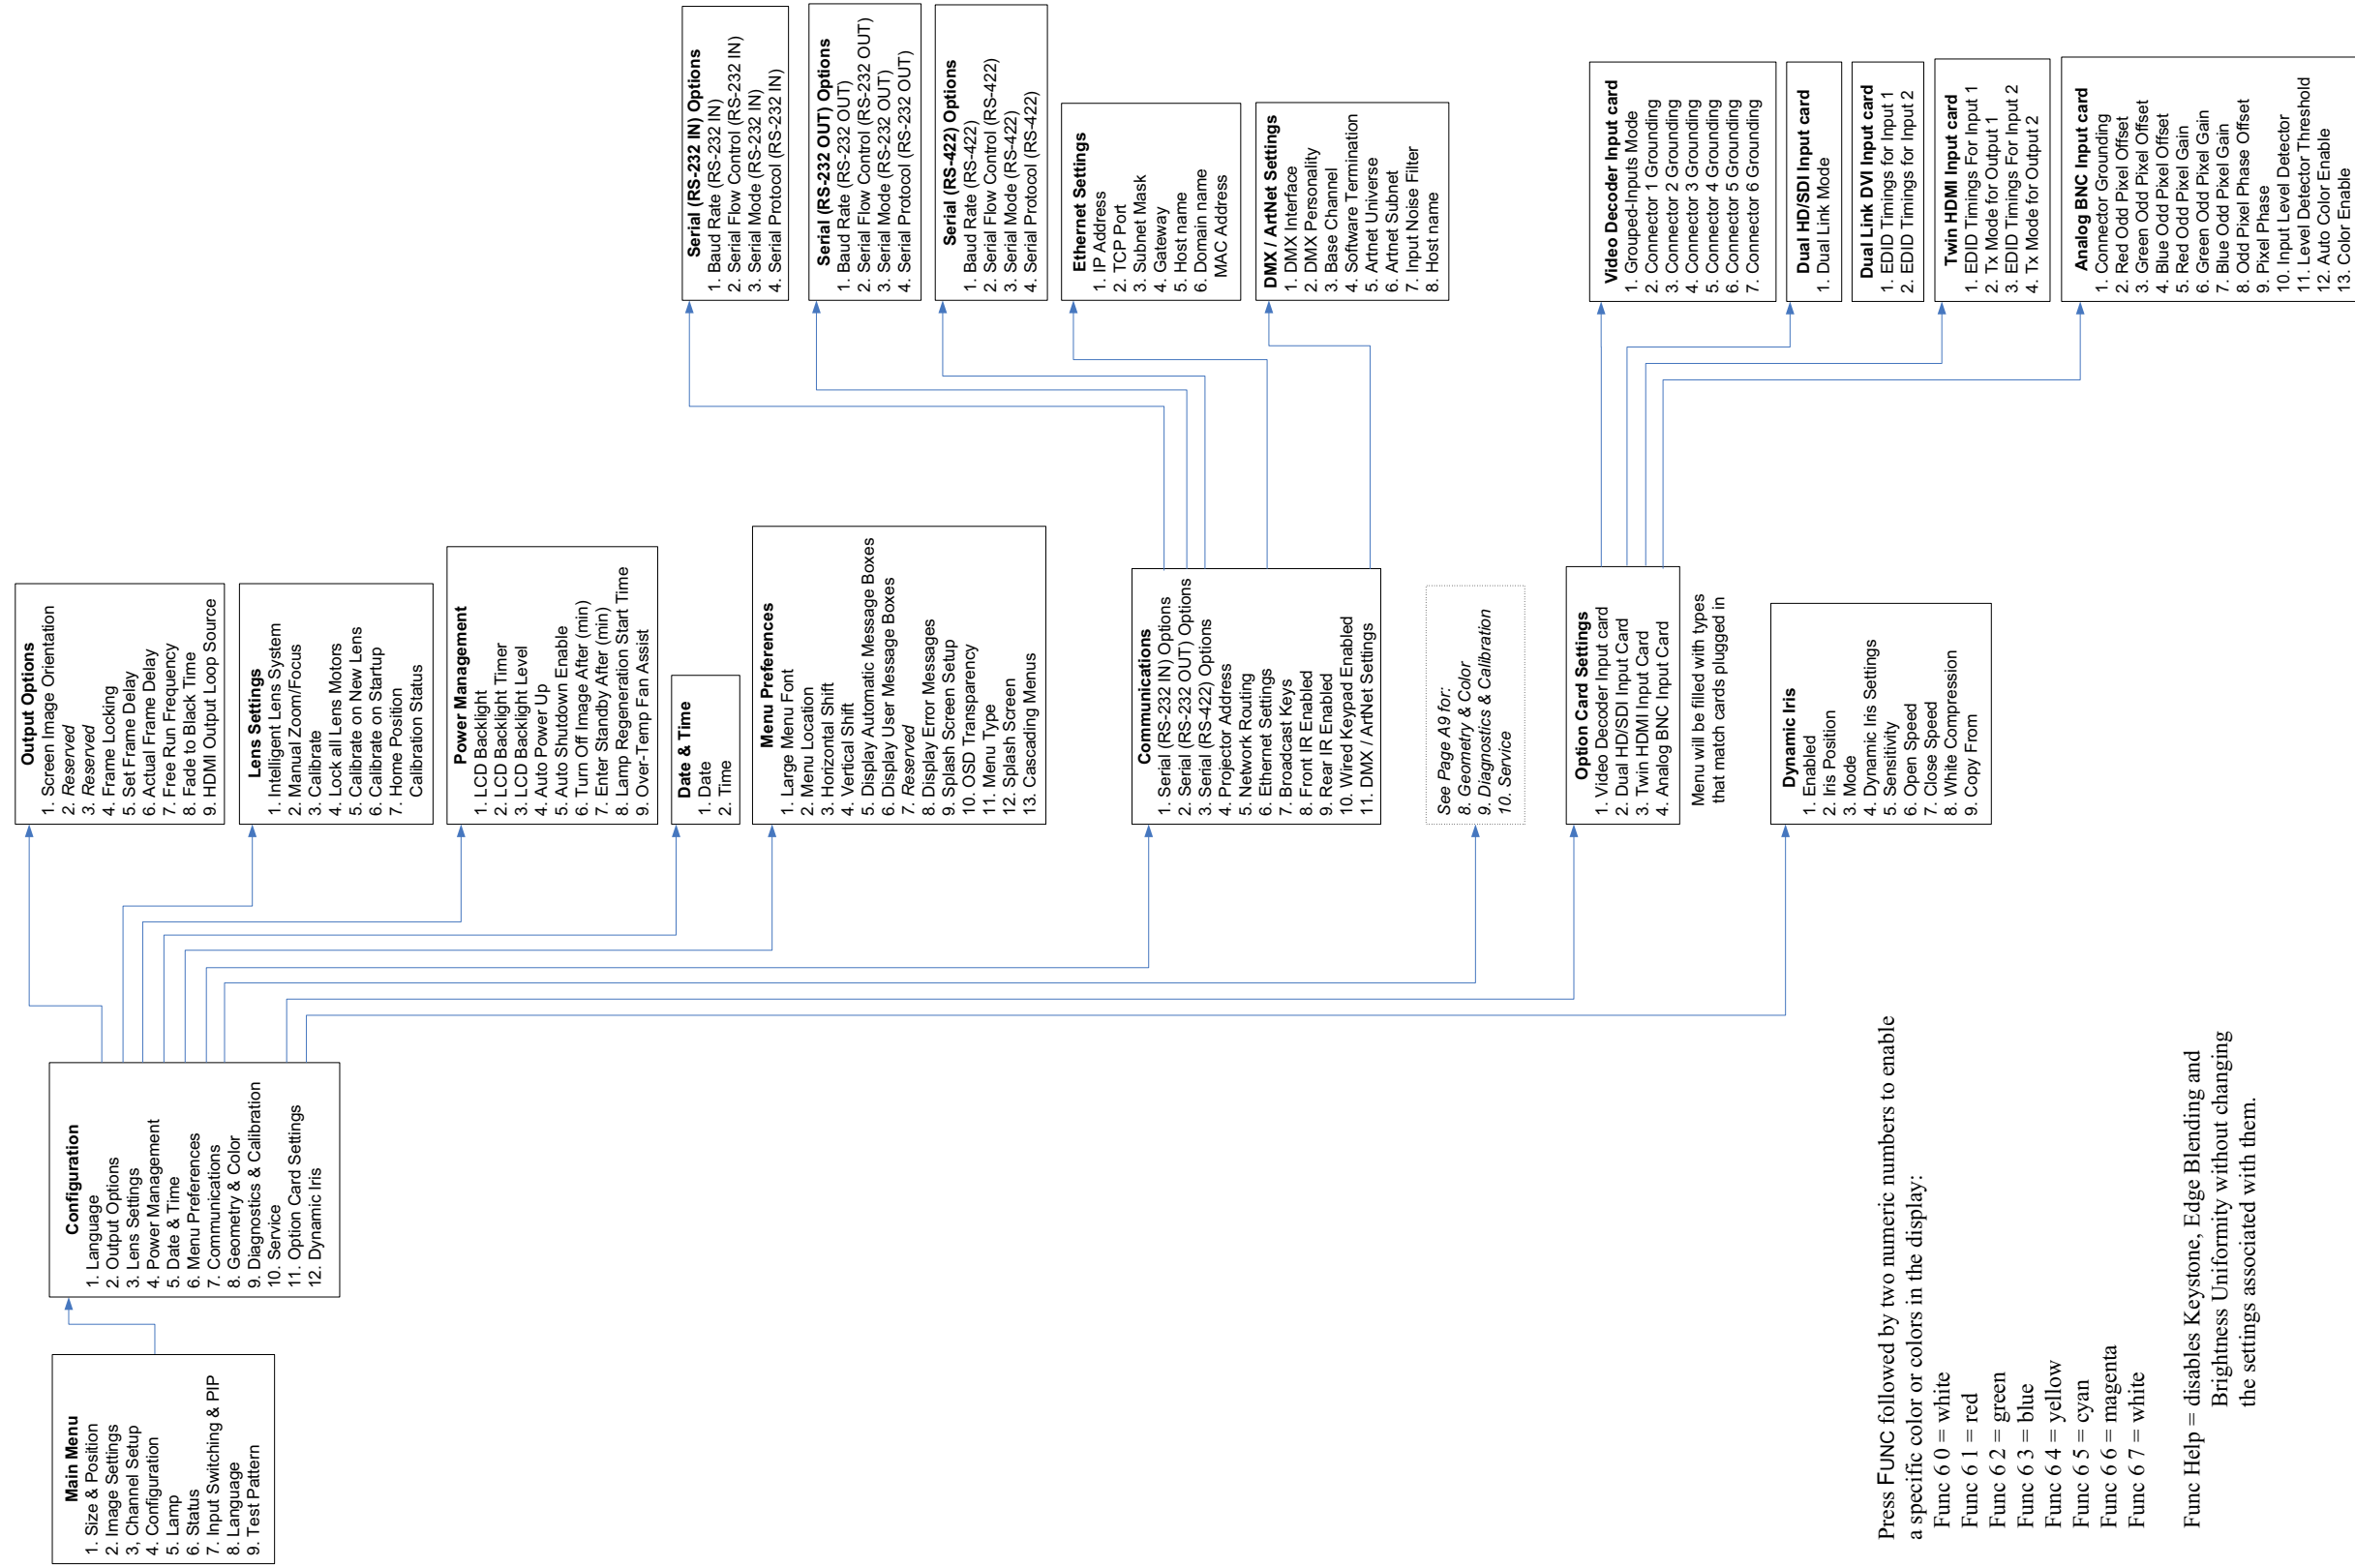 Main Menu
1. Size & Position
2. Image Settings
3, Channel Setup
4. Configuration
5. Lamp
6. Status
7. Input Switching & PIP
8. Language
9. Test Pattern
Configuration
1. Language
2. Output Options
3. Lens Settings
4. Power Management
5. Date & Time
6. Menu Preferences
7. Communications
8. Geometry & Color
9. Diagnostics & Calibration
10. Service
11. Option Card Settings
12. Dynamic Iris
Output Options
1. Screen Image Orientation
2. Reserved
3. Reserved
4. Frame Locking
5. Set Frame Delay
6. Actual Frame Delay
7. Free Run Frequency
8. Fade to Black Time
9. HDMI Output Loop Source
Lens Settings
1. Intelligent Lens System
2. Manual Zoom/Focus
3. Calibrate
4. Lock all Lens Motors
5. Calibrate on New Lens
6. Calibrate on Startup
7. Home Position
Calibration Status
Power Management
1. LCD Backlight
2. LCD Backlight Timer
3. LCD Backlight Level
4. Auto Power Up
5. Auto Shutdown Enable
6. Turn Off Image After (min)
7. Enter Standby After (min)
8. Lamp Regeneration Start Time
9. Over-Temp Fan Assist
Date & Time
1. Date
2. Time
Menu Preferences
1. Large Menu Font
2. Menu Location
3. Horizontal Shift
4. Vertical Shift
5. Display Automatic Message Boxes
6. Display User Message Boxes
7. Reserved
8. Display Error Messages
9. Splash Screen Setup
10. OSD Transparency
11. Menu Type
12. Splash Screen
13. Cascading Menus
Communications
1. Serial (RS-232 IN) Options
2. Serial (RS-232 OUT) Options
3. Serial (RS-422) Options
4. Projector Address
5. Network Routing
6. Ethernet Settings
7. Broadcast Keys
8. Front IR Enabled
9. Rear IR Enabled
10. Wired Keypad Enabled
11. DMX / ArtNet Settings
See Page A9 for:
8. Geometry & Color
9. Diagnostics & Calibration
10. Service
Option Card Settings
1. Video Decoder Input card
2. Dual HD/SDI Input Card
3. Twin HDMI Input Card
4. Analog BNC Input Card
Menu will be filled with types
that match cards plugged in
Dynamic Iris
1. Enabled
2. Iris Position
3. Mode
4. Dynamic Iris Settings
5. Sensitivity
6. Open Speed
7. Close Speed
8. White Compression
9. Copy From
Serial (RS-232 IN) Options
1. Baud Rate (RS-232 IN)
2. Serial Flow Control (RS-232 IN)
3. Serial Mode (RS-232 IN)
4. Serial Protocol (RS-232 IN)
Serial (RS-232 OUT) Options
1. Baud Rate (RS-232 OUT)
2. Serial Flow Control (RS-232 OUT)
3. Serial Mode (RS-232 OUT)
4. Serial Protocol (RS-232 OUT)
Serial (RS-422) Options
1. Baud Rate (RS-422)
2. Serial Flow Control (RS-422)
3. Serial Mode (RS-422)
4. Serial Protocol (RS-422)
Ethernet Settings
1. IP Address
2. TCP Port
3. Subnet Mask
4. Gateway
5. Host name
6. Domain name
MAC Address
DMX / ArtNet Settings
1. DMX Interface
2. DMX Personality
3. Base Channel
4. Software Termination
5. Artnet Universe
6. Artnet Subnet
7. Input Noise Filter
8. Host name
Video Decoder Input card
1. Grouped-Inputs Mode
2. Connector 1 Grounding
3. Connector 2 Grounding
4. Connector 3 Grounding
5. Connector 4 Grounding
6. Connector 5 Grounding
7. Connector 6 Grounding
Dual HD/SDI Input card
1. Dual Link Mode
Dual Link DVI Input card
1. EDID Timings for Input 1
2. EDID Timings for Input 2
Twin HDMI Input card
1. EDID Timings For Input 1
2. Tx Mode for Output 1
3. EDID Timings For Input 2
4. Tx Mode for Output 2
Analog BNC Input card
1. Connector Grounding
2. Red Odd Pixel Offset
3. Green Odd Pixel Offset
4. Blue Odd Pixel Offset
5. Red Odd Pixel Gain
6. Green Odd Pixel Gain
7. Blue Odd Pixel Gain
8. Odd Pixel Phase Offset
9. Pixel Phase
10. Input Level Detector
11. Level Detector Threshold
12. Auto Color Enable
13. Color Enable
Press FUNC followed by two numeric numbers to enable
a specific color or colors in the display:
Func 6 0 = white
Func 6 1 = red
Func 6 2 = green
Func 6 3 = blue
Func 6 4 = yellow
Func 6 5 = cyan
Func 6 6 = magenta
Func 6 7 = white
Func Help = disables Keystone, Edge Blending and
Brightness Uniformity without changing
the settings associated with them.